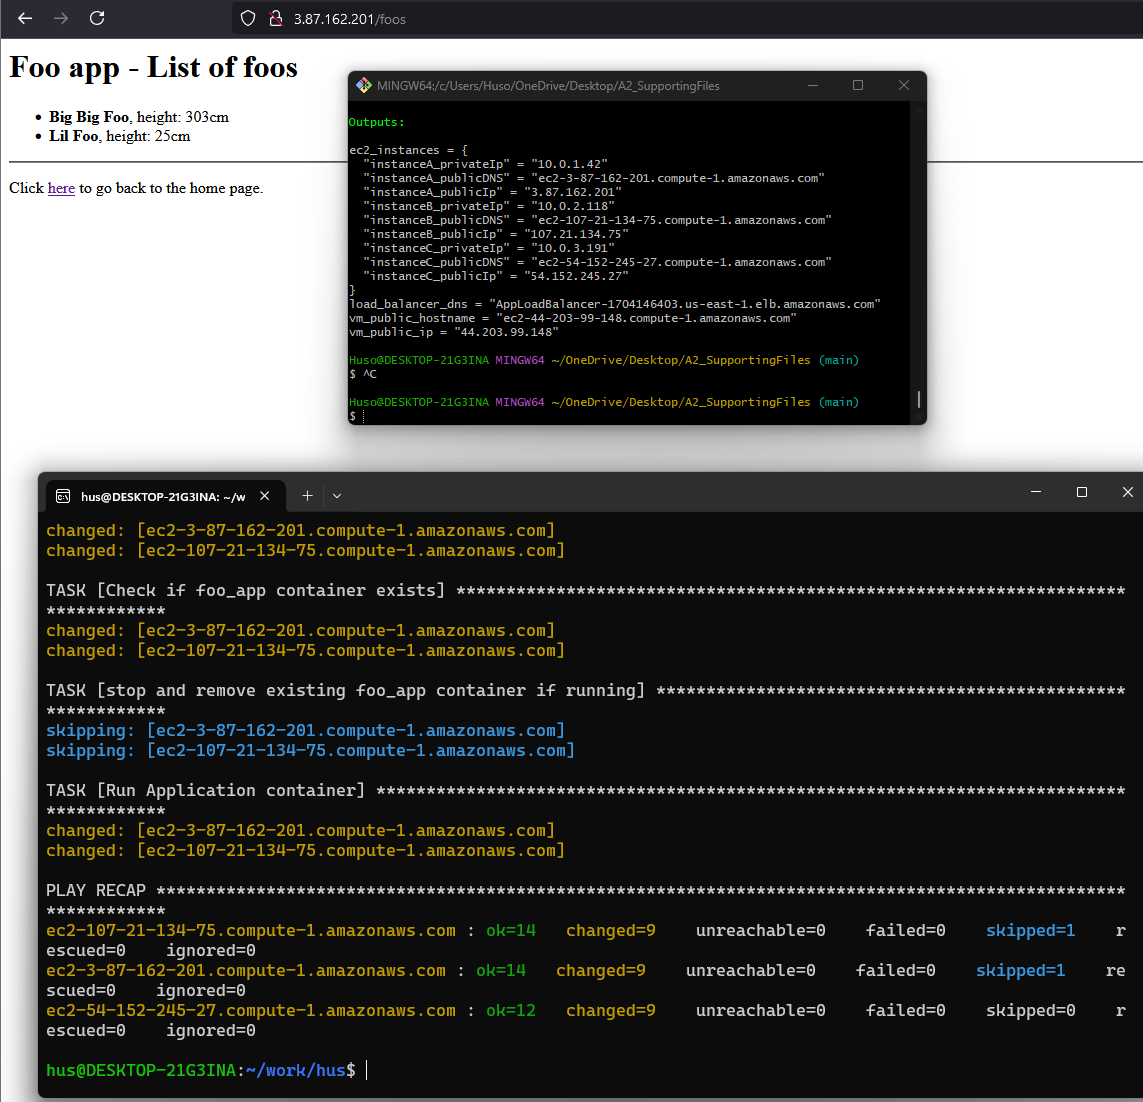 3.87.162.201/foos
Foo app - List of foos
• Big Big Foo, height: 303cm
• Lil Foo, height: 25cm
Click here to go back to the home page.
MINGW64:/c/Users/Huso/OneDrive/Desktop/A2_SupportingFiles
Outputs:
ec2_instances = {
"instanceA_privateIp" = "10.0.1.42"
"instanceA_publicDNS" = "ec2-3-87-162-201.compute-1.amazonaws.com"
"instanceA_publicIp" = "3.87.162.201"
"instanceB_privateIp" = "10.0.2.118"
"instanceB_publicDNS" = "ec2-107-21-134-75.compute-1.amazonaws.com"
"instanceB_publicIp" = "107.21.134.75"
"instanceC_privateIp" = "10.0.3.191"
"instanceC_publicDNS" = "ec2-54-152-245-27.compute-1.amazonaws.com"
"instanceC_publicIp" = "54.152.245.27"
}
load_balancer_dns = "AppLoadBalancer-1704146403.us-east-1.elb.amazonaws.com"
vm_public_hostname = "ec2-44-203-99-148.compute-1.amazonaws.com"
vm_public_ip = "44.203.99.148"
Huso@DESKTOP-21G3INA MINGW64 ~/OneDrive/Desktop/A2_SupportingFiles (main)
$ ^C
Huso@DESKTOP-21G3INA MINGW64 ~/OneDrive/Desktop/A2_SupportingFiles (main)
$
hus@DESKTOP-21G3INA: ~/w
changed: [ec2-3-87-162-201.compute-1.amazonaws.com]
changed: [ec2-107-21-134-75.compute-1.amazonaws.com]
TASK [Check if foo_app container exists] *******************************************************************
************
changed: [ec2-3-87-162-201.compute-1.amazonaws.com]
changed: [ec2-107-21-134-75.compute-1.amazonaws.com]
TASK [stop and remove existing foo_app container if running] ***********************************************
************
skipping: [ec2-3-87-162-201.compute-1.amazonaws.com]
skipping: [ec2-107-21-134-75.compute-1.amazonaws.com]
TASK [Run Application container] ***************************************************************************
************
changed: [ec2-3-87-162-201.compute-1.amazonaws.com]
changed: [ec2-107-21-134-75.compute-1.amazonaws.com]
PLAY RECAP *************************************************************************************************
************
ec2-107-21-134-75.compute-1.amazonaws.com : ok=14 changed=9 unreachable=0 failed=0 skipped=1 r
escued=0 ignored=0
ec2-3-87-162-201.compute-1.amazonaws.com : ok=14 changed=9 unreachable=0 failed=0 skipped=1 re
scued=0 ignored=0
ec2-54-152-245-27.compute-1.amazonaws.com : ok=12 changed=9 unreachable=0 failed=0 skipped=0 r
escued=0 ignored=0
hus@DESKTOP-21G3INA:~/work/hus$